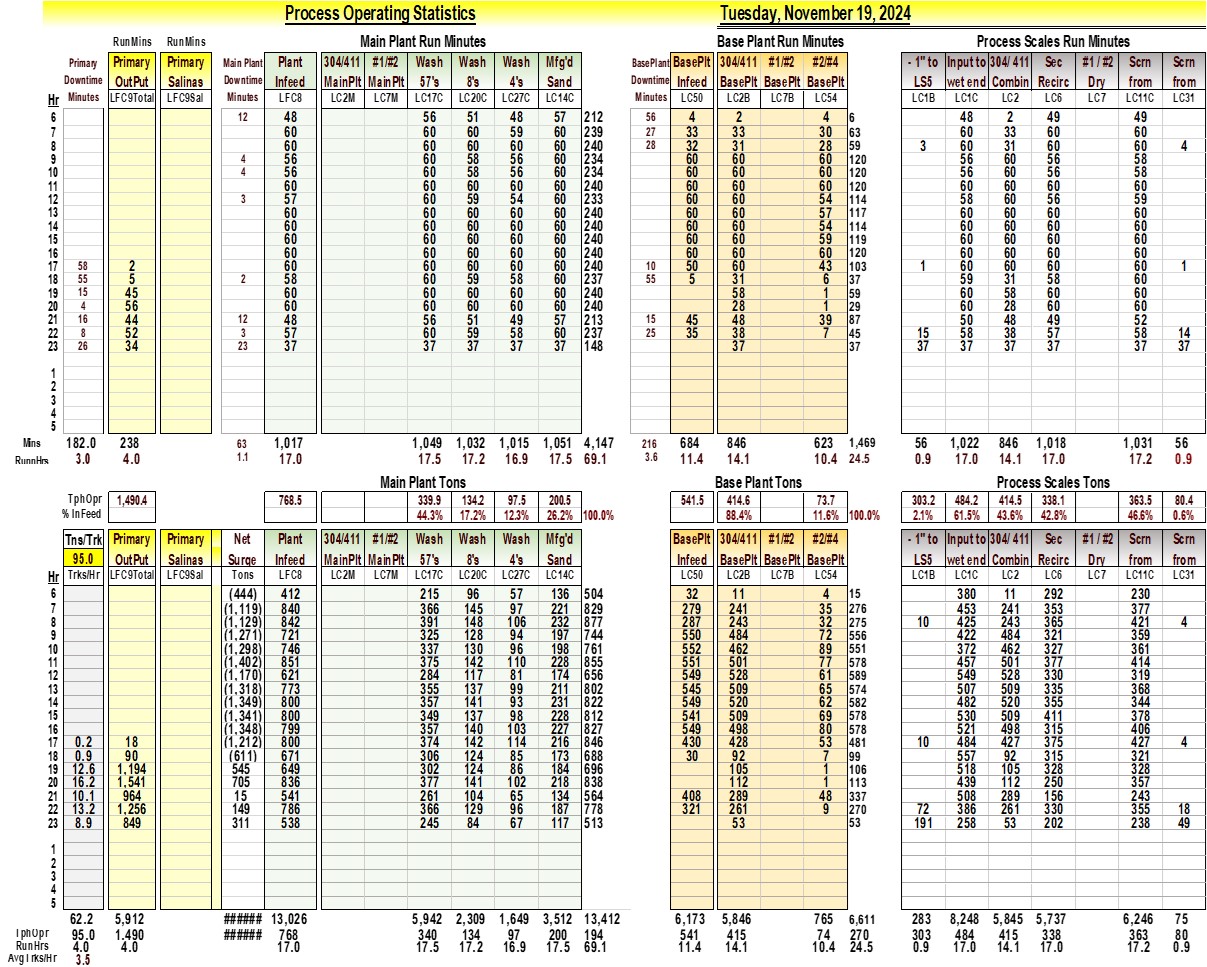 Process Operating Statistics Tuesday, November 19, 2024
RunMins RunMins Main Plant Run Minutes Base Plant Run Minutes Process Scales Run Minutes
Primary Primary Primary Main Plant Plant 304/411 #1/#2 Wash Wash Wash Mfg'd BasePlant BasePlt 304/411 #1/#2 #2/#4 - 1" to Input to 304/ 411 Sec #1 / #2 Scrn Scrn
Downtime OutPut Salinas Downtime Infeed MainPlt MainPlt 57's 8's 4's Sand Downtime Infeed BasePlt BasePlt BasePlt LS5 wet end Combin Recirc Dry from from
Hr Minutes LFC9Total LFC9Sal Minutes LFC8 LC2M LC7M LC17C LC20C LC27C LC14C Minutes LC50 LC2B LC7B LC54 LC1B LC1C LC2 LC6 LC7 LC11C LC31
6 12 48 56 51 48 57 212 56 4 2 4 6 48 2 49 49
7 60 60 60 59 60 239 27 33 33 30 63 60 33 60 60
8 60 60 60 60 60 240 28 32 31 28 59 3 60 31 60 60 4
9 4 56 60 58 56 60 234 60 60 60 120 56 60 56 58
10 4 56 60 58 56 60 234 60 60 60 120 56 60 56 58
11 60 60 60 60 60 240 60 60 60 120 60 60 60 60
12 3 57 60 59 54 60 233 60 60 54 114 58 60 56 59
13 60 60 60 60 60 240 60 60 57 117 60 60 60 60
14 60 60 60 60 60 240 60 60 54 114 60 60 60 60
15 60 60 60 60 60 240 60 60 59 119 60 60 60 60
16 60 60 60 60 60 240 60 60 60 120 60 60 60 60
17 58 2 60 60 60 60 60 240 10 50 60 43 103 1 60 60 60 60 1
18 55 5 2 58 60 59 58 60 237 55 5 31 6 37 59 31 58 60
19 15 45 60 60 60 60 60 240 58 1 59 60 58 60 60
20 4 56 60 60 60 60 60 240 28 1 29 60 28 60 60
21 16 44 12 48 56 51 49 57 213 15 45 48 39 87 50 48 49 52
22 8 52 3 57 60 59 58 60 237 25 35 38 7 45 15 58 38 57 58 14
23 26 34 23 37 37 37 37 37 148 37 37 37 37 37 37 37 37
1
2
3
4
5
Mins 182.0 238 63 1,017 1,049 1,032 1,015 1,051 4,147 216 684 846 623 1,469 56 1,022 846 1,018 1,031 56
RunnHrs 3.0 4.0 1.1 17.0 17.5 17.2 16.9 17.5 69.1 3.6 11.4 14.1 10.4 24.5 0.9 17.0 14.1 17.0 17.2 0.9
Main Plant Tons Base Plant Tons Process Scales Tons
TphOpr 1,490.4 768.5 339.9 134.2 97.5 200.5 541.5 414.6 73.7 303.2 484.2 414.5 338.1 363.5 80.4
% InFeed 44.3% 17.2% 12.3% 26.2% 100.0% 88.4% 11.6% 100.0% 2.1% 61.5% 43.6% 42.8% 46.6% 0.6%
Tns/Trk Primary Primary Net Plant 304/411 #1/#2 Wash Wash Wash Mfg'd BasePlt 304/411 #1/#2 #2/#4 - 1" to Input to 304/ 411 Sec #1 / #2 Scrn Scrn
95.0 OutPut Salinas Surge Infeed MainPlt MainPlt 57's 8's 4's Sand Infeed BasePlt BasePlt BasePlt LS5 wet end Combin Recirc Dry from from
Hr Trks/Hr LFC9Total LFC9Sal Tons LFC8 LC2M LC7M LC17C LC20C LC27C LC14C LC50 LC2B LC7B LC54 LC1B LC1C LC2 LC6 LC7 LC11C LC31
6 (444) 412 215 96 57 136 504 32 11 4 15 380 11 292 230
7 (1,119) 840 366 145 97 221 829 279 241 35 276 453 241 353 377
8 (1,129) 842 391 148 106 232 877 287 243 32 275 10 425 243 365 421 4
9 (1,271) 721 325 128 94 197 744 550 484 72 556 422 484 321 359
10 (1,298) 746 337 130 96 198 761 552 462 89 551 372 462 327 361
11 (1,402) 851 375 142 110 228 855 551 501 77 578 457 501 377 414
12 (1,170) 621 284 117 81 174 656 549 528 61 589 549 528 330 319
13 (1,318) 773 355 137 99 211 802 545 509 65 574 507 509 335 368
14 (1,349) 800 357 141 93 231 822 549 520 62 582 482 520 355 344
15 (1,341) 800 349 137 98 228 812 541 509 69 578 530 509 411 378
16 (1,348) 799 357 140 103 227 827 549 498 80 578 521 498 315 406
17 0.2 18 (1,212) 800 374 142 114 216 846 430 428 53 481 10 484 427 375 427 4
18 0.9 90 (611) 671 306 124 85 173 688 30 92 7 99 557 92 315 321
19 12.6 1,194 545 649 302 124 86 184 696 105 1 106 518 105 328 328
20 16.2 1,541 705 836 377 141 102 218 838 112 1 113 439 112 250 357
21 10.1 964 15 541 261 104 65 134 564 408 289 48 337 508 289 156 243
22 13.2 1,256 149 786 366 129 96 187 778 321 261 9 270 72 386 261 330 355 18
23 8.9 849 311 538 245 84 67 117 513 53 53 191 258 53 202 238 49
1
2
3
4
5
62.2 5,912 ###### 13,026 5,942 2,309 1,649 3,512 13,412 6,173 5,846 765 6,611 283 8,248 5,845 5,737 6,246 75
TphOpr 95.0 1,490 ###### 768 340 134 97 200 194 541 415 74 270 303 484 415 338 363 80
RunHrs 4.0 4.0 17.0 17.5 17.2 16.9 17.5 69.1 11.4 14.1 10.4 24.5 0.9 17.0 14.1 17.0 17.2 0.9
AvgTrks/Hr 3.5